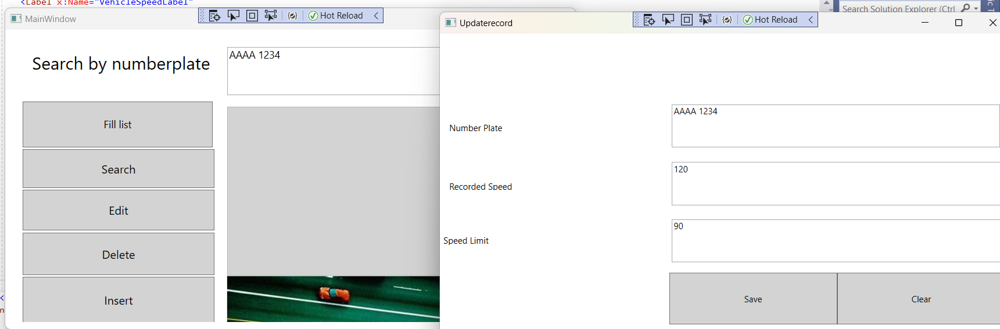 <Label x:Name="VehicleSpeedLabel"
Search Solution Explorer (Ctrl
MainWindow
Hot Reload
Updaterecord
Hot Reload
Search by numberplate
AAAA 1234
Fill list
Search
Edit
Delete
Insert
Number Plate
AAAA 1234
Recorded Speed
120
Speed Limit
90
Save
Clear
<
n